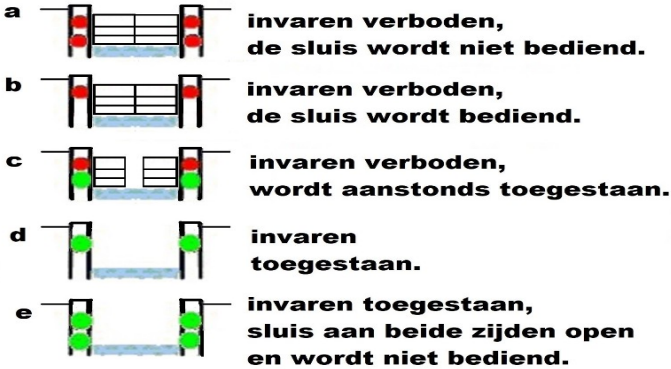 a invaren verboden,
de sluis wordt niet bediend.
b invaren verboden,
de sluis wordt bediend.
c invaren verboden,
wordt aanstonds toegestaan.
d invaren
toegestaan.
e invaren toegestaan,
sluis aan beide zijden open
en wordt niet bediend.